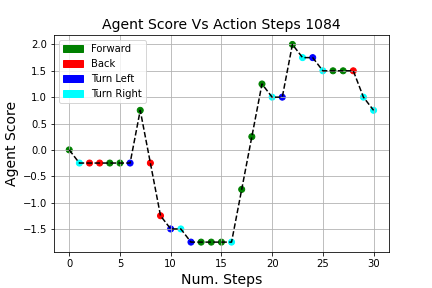 Agent Score Vs Action Steps 1084
Forward
Back
Turn Left
Turn Right
Agent Score
2.0
1.5
1.0
0.5
0.0
−0.5
−1.0
−1.5
0 5 10 15 20 25 30
Num. Steps